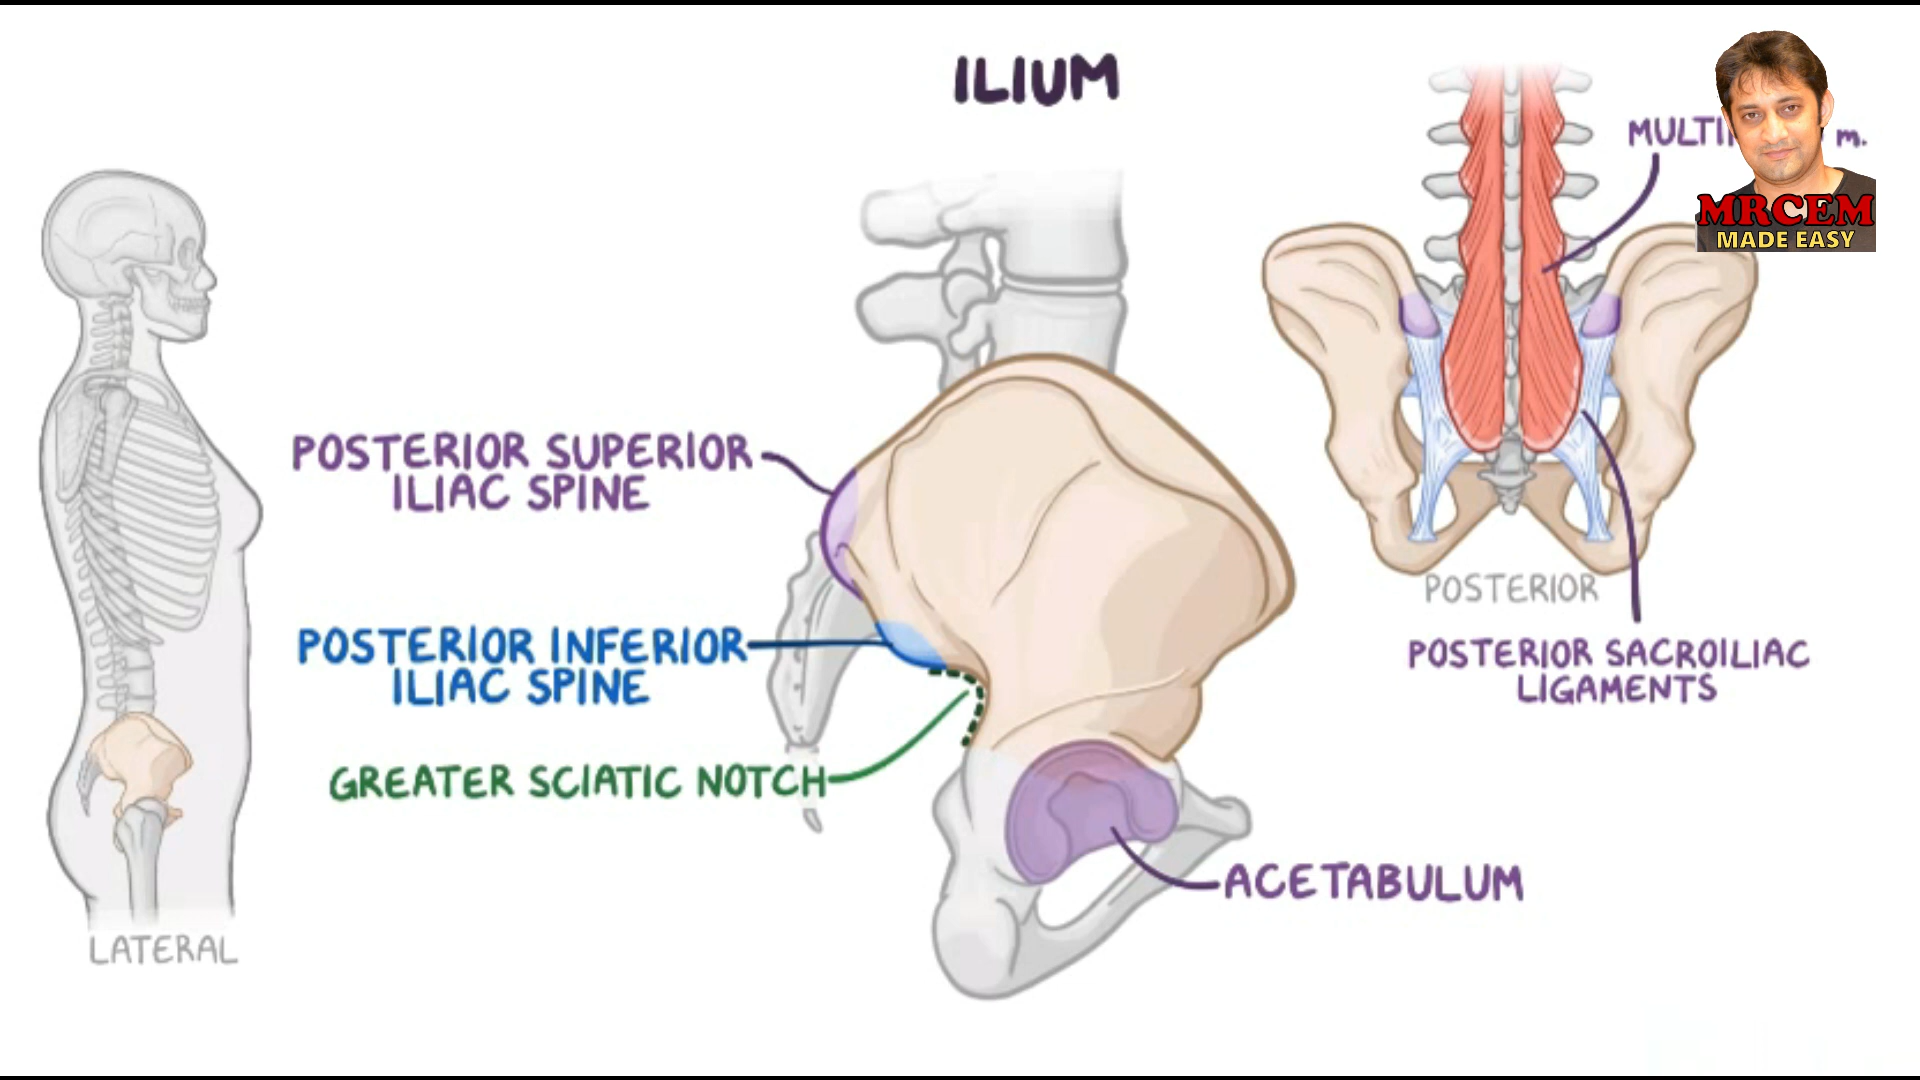 ILIUM
m.
MRCEM
MADE EASY
POSTERIOR SUPERIOR
ILIAC SPINE
POSTERIOR INFERIOR
ILIAC SPINE
GREATER SCIATIC NOTCH
POSTERIOR
POSTERIOR SACROILIAC
LIGAMENTS
ACETABULUM
LATERAL